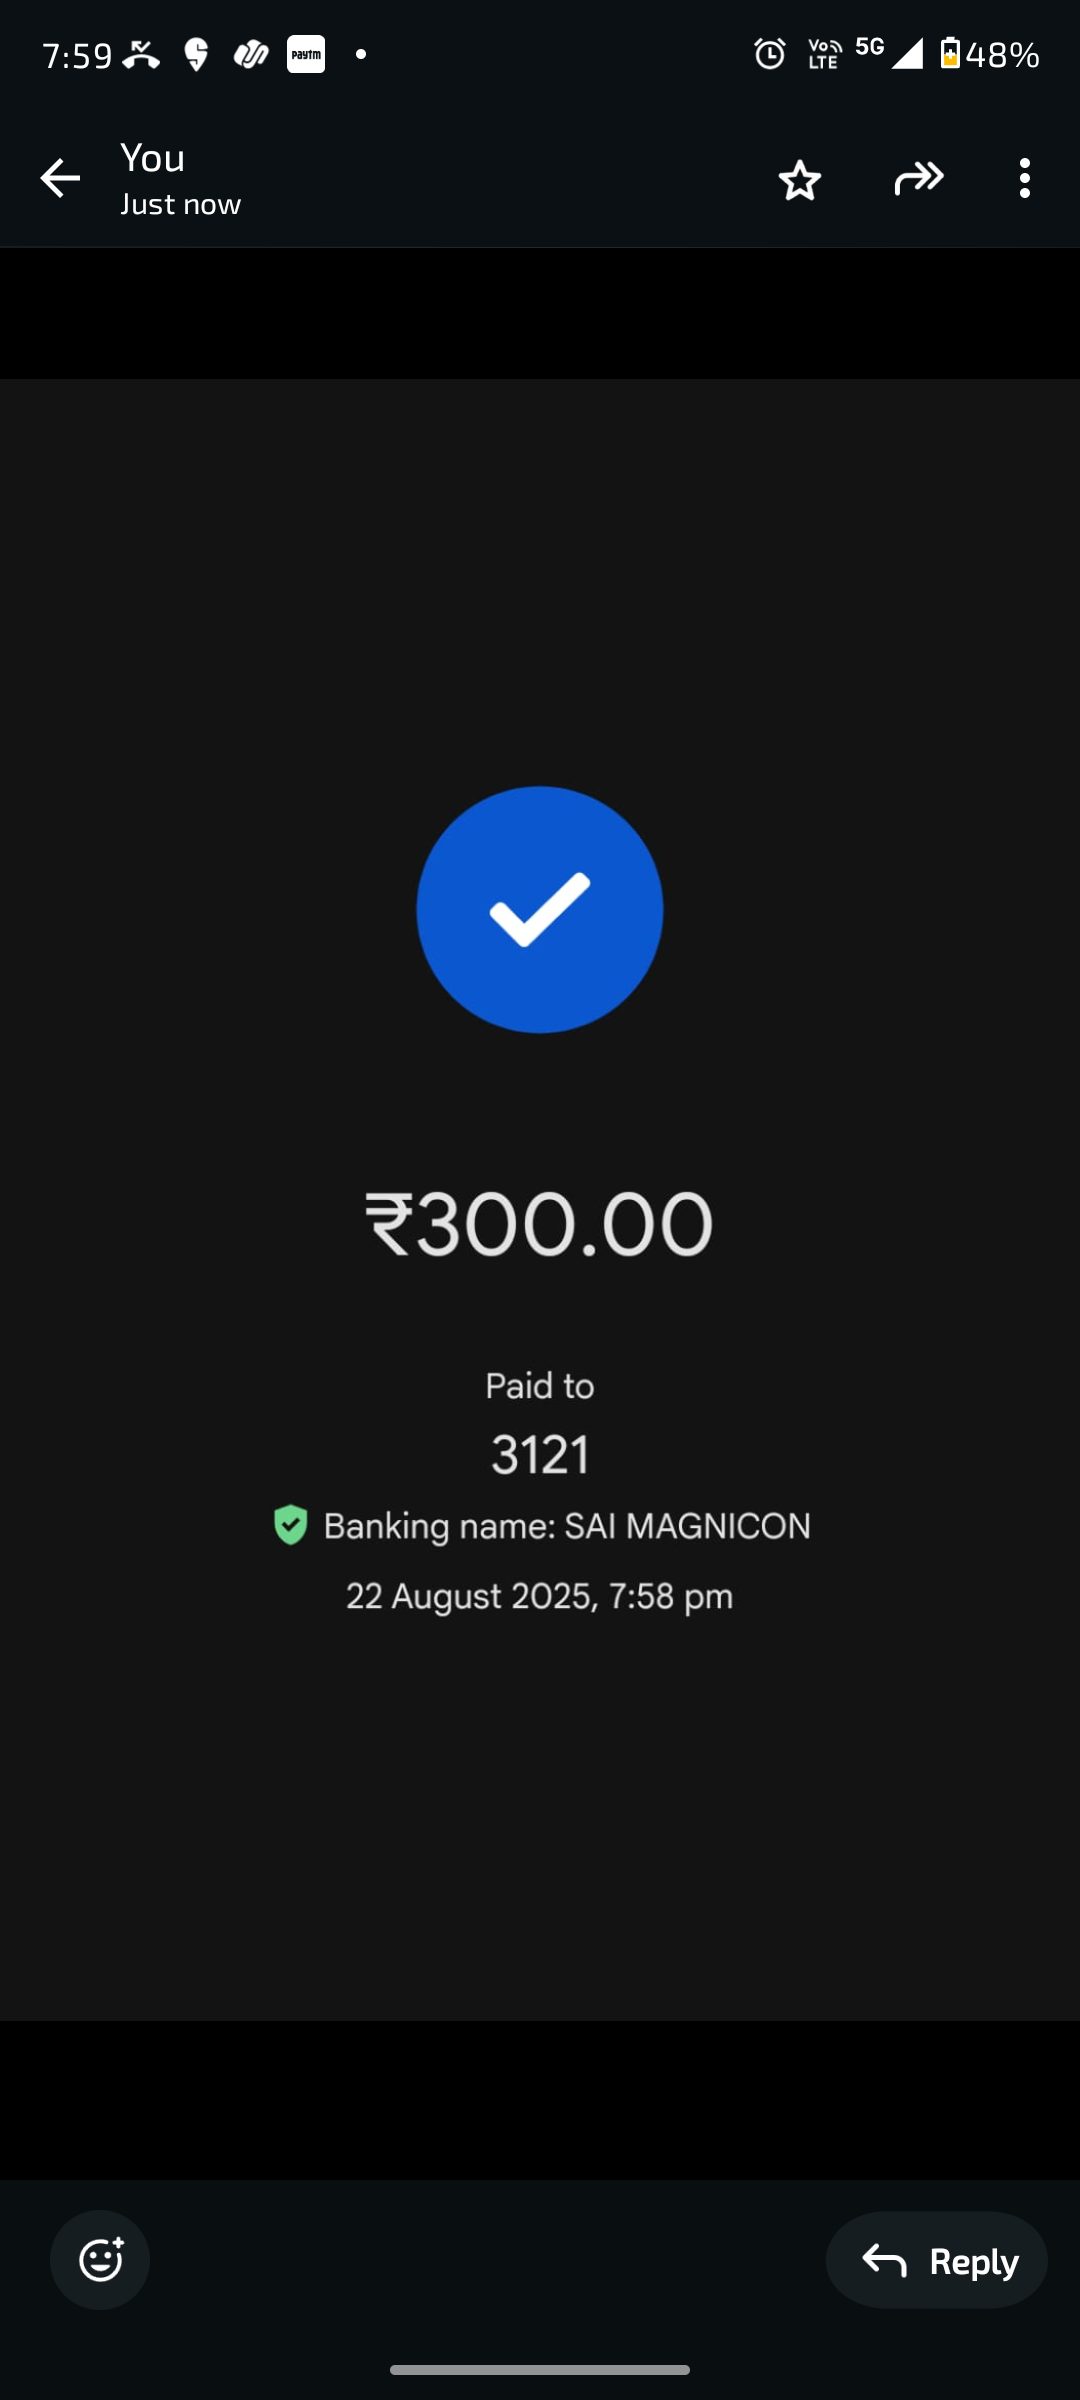 7:59 paytm Vo LTE 5G 48%
You
Just now
₹300.00
Paid to
3121
Banking name: SAI MAGNICON
22 August 2025, 7:58 pm
Reply